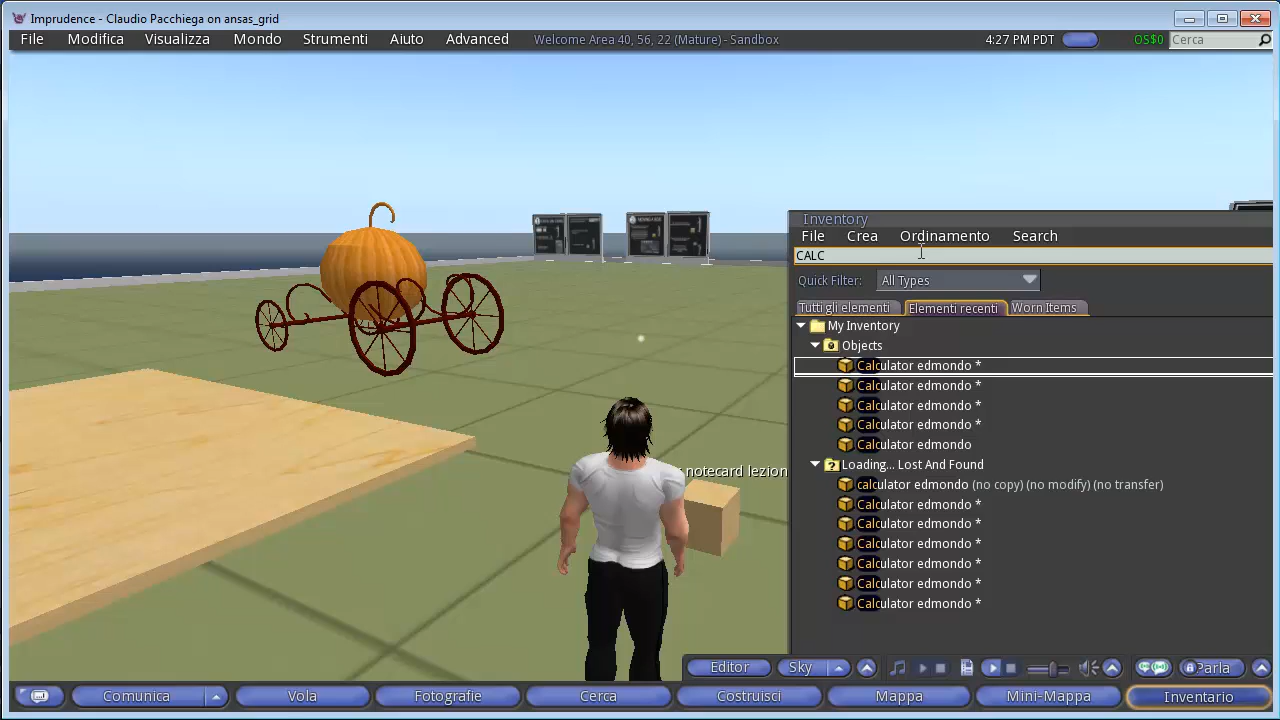 Imprudence - Claudio Pacchiega on ansas_grid
File Modifica Visualizza Mondo Strumenti Aiuto Advanced Welcome Area 40, 56, 22 (Mature) - Sandbox 4:27 PM PDT OS$0 Cerca
Inventory
File Crea Ordinamento Search
CALC
Quick Filter: All Types
Tutti gli elementi Elementi recenti Worn Items
My Inventory
Objects
Calculator edmondo *
Calculator edmondo *
Calculator edmondo *
Calculator edmondo *
Calculator edmondo
Loading... Lost And Found
calculator edmondo (no copy) (no modify) (no transfer)
Calculator edmondo *
Calculator edmondo *
Calculator edmondo *
Calculator edmondo *
Calculator edmondo *
Calculator edmondo *
notecard lezion
Editor Sky Parla
Comunica Vola Fotografie Cerca Costruisci Mappa Mini-Mappa Inventario